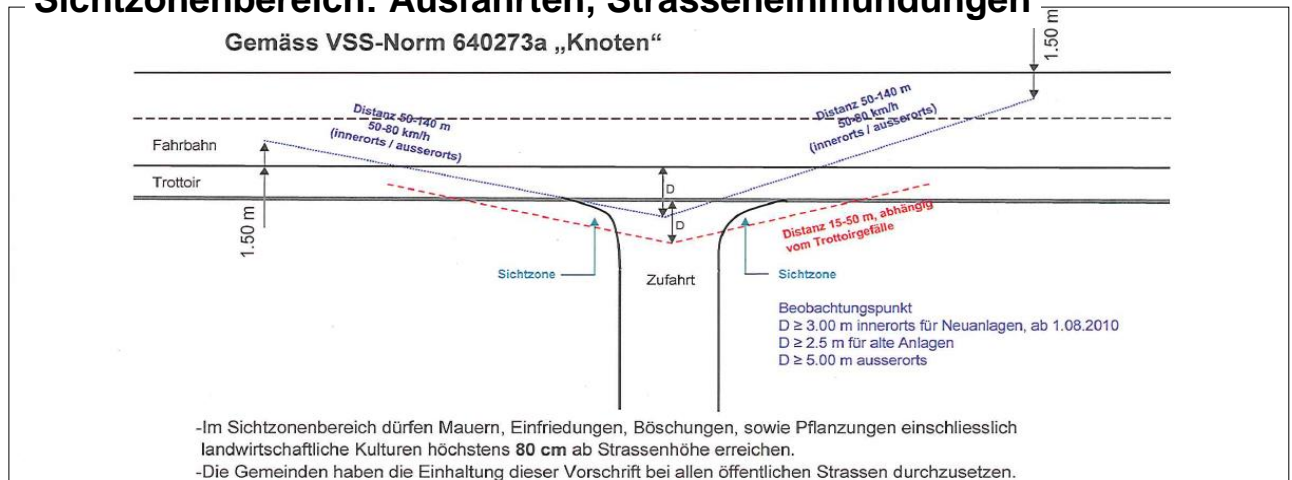 Sichtzonenbereich: Ausfahrten, Strasseneinmündungen
Gemäss VSS-Norm 640273a „Knoten“
1.50 m
Distanz 50-140 m
50-80 km/h
(innerorts / ausserorts)
Distanz 50-140 m
50-80 km/h
(innerorts / ausserorts)
Fahrbahn
Trottoir
D
D
1.50 m
Distanz 15-50 m, abhängig
vom Trottoirgefälle
Sichtzone
Zufahrt
Sichtzone
Beobachtungspunkt
D ≥ 3.00 m innerorts für Neuanlagen, ab 1.08.2010
D ≥ 2.5 m für alte Anlagen
D ≥ 5.00 m ausserorts
-Im Sichtzonenbereich dürfen Mauern, Einfriedungen, Böschungen, sowie Pflanzungen einschliesslich
landwirtschaftliche Kulturen höchstens 80 cm ab Strassenhöhe erreichen.
-Die Gemeinden haben die Einhaltung dieser Vorschrift bei allen öffentlichen Strassen durchzusetzen.